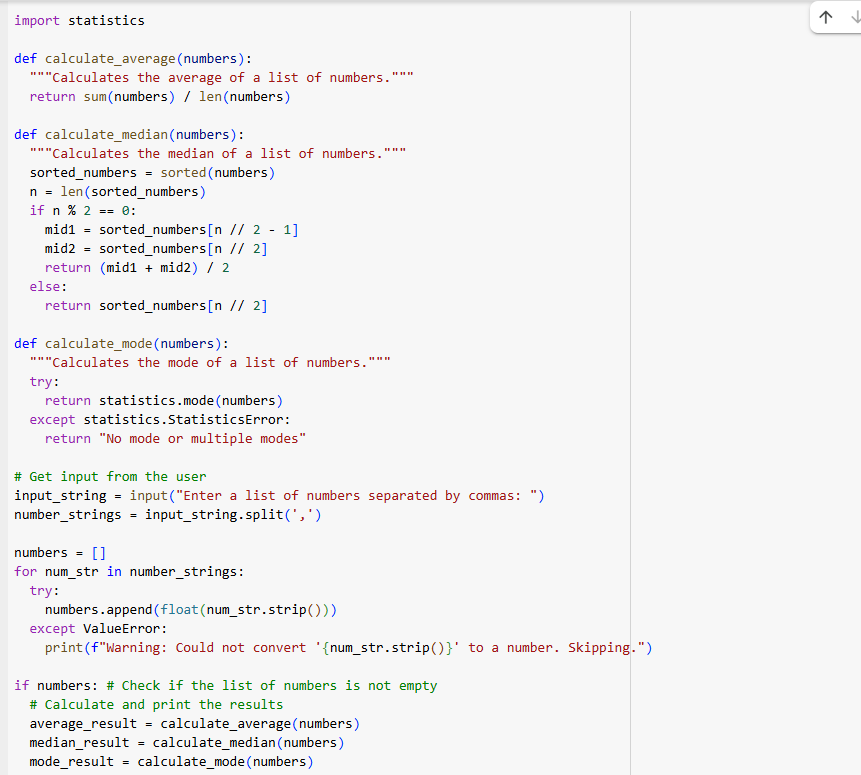 import statistics

def calculate_average(numbers):
  """Calculates the average of a list of numbers."""
  return sum(numbers) / len(numbers)

def calculate_median(numbers):
  """Calculates the median of a list of numbers."""
  sorted_numbers = sorted(numbers)
  n = len(sorted_numbers)
  if n % 2 == 0:
    mid1 = sorted_numbers[n // 2 - 1]
    mid2 = sorted_numbers[n // 2]
    return (mid1 + mid2) / 2
  else:
    return sorted_numbers[n // 2]

def calculate_mode(numbers):
  """Calculates the mode of a list of numbers."""
  try:
    return statistics.mode(numbers)
  except statistics.StatisticsError:
    return "No mode or multiple modes"

# Get input from the user
input_string = input("Enter a list of numbers separated by commas: ")
number_strings = input_string.split(',')

numbers = []
for num_str in number_strings:
  try:
    numbers.append(float(num_str.strip()))
  except ValueError:
    print(f"Warning: Could not convert '{num_str.strip()}' to a number. Skipping.")

if numbers: # Check if the list of numbers is not empty
  # Calculate and print the results
  average_result = calculate_average(numbers)
  median_result = calculate_median(numbers)
  mode_result = calculate_mode(numbers)